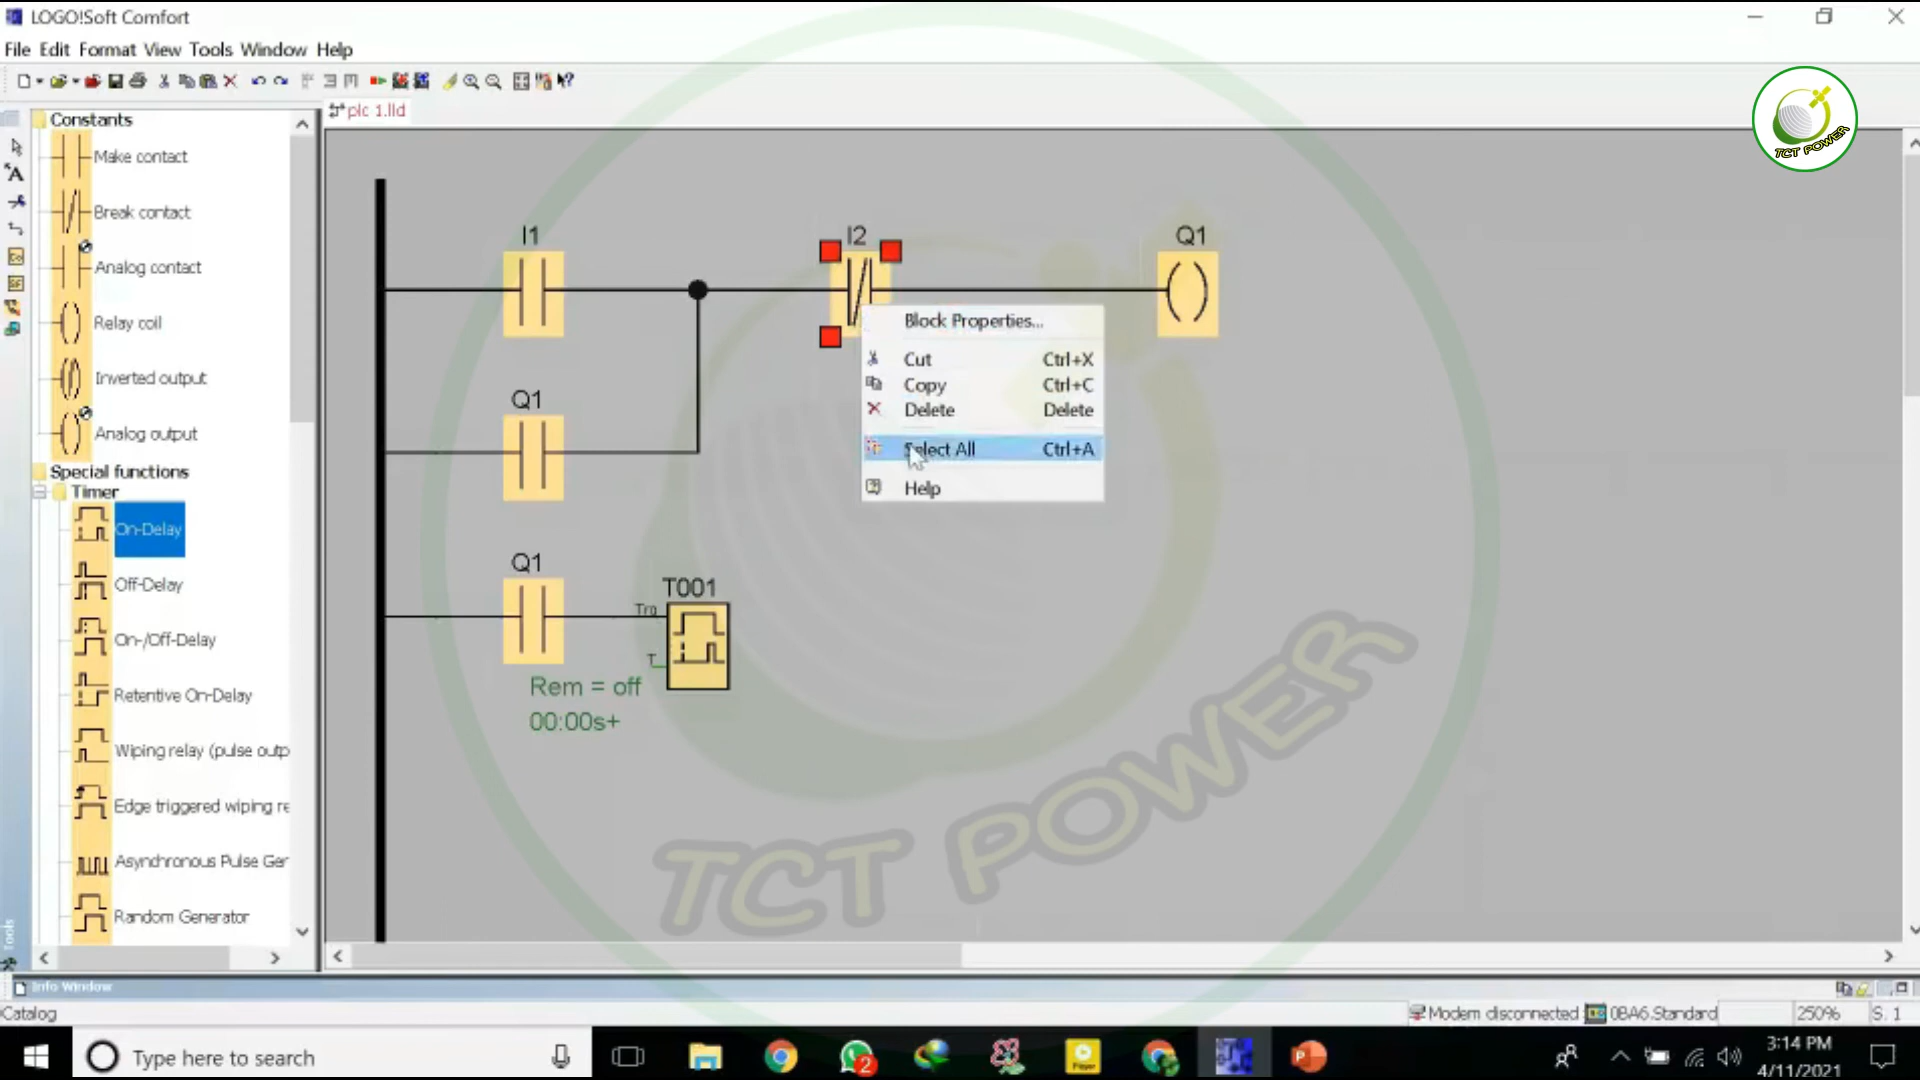 LOGO!Soft Comfort
File Edit Format View Tools Window Help
plc 1.lld
TCT POWER
Constants
Make contact
Break contact
Analog contact
Relay coil
Inverted output
Analog output
Special functions
Timer
On-Delay
Off-Delay
On-/Off-Delay
Retentive On-Delay
Wiping relay (pulse outp
Edge triggered wiping re
Asynchronous Pulse Ger
Random Generator
Tools
I1
I2
Q1
Q1
Q1
T001
Trg
T
Rem = off
00:00s+
Block Properties...
Cut Ctrl+X
Copy Ctrl+C
Delete Delete
Select All Ctrl+A
Help
TCT POWER
Info Window
Catalog
Modem disconnected 0BA6.Standard 250% S. 1
Type here to search
2
Player
3:14 PM
4/11/2021